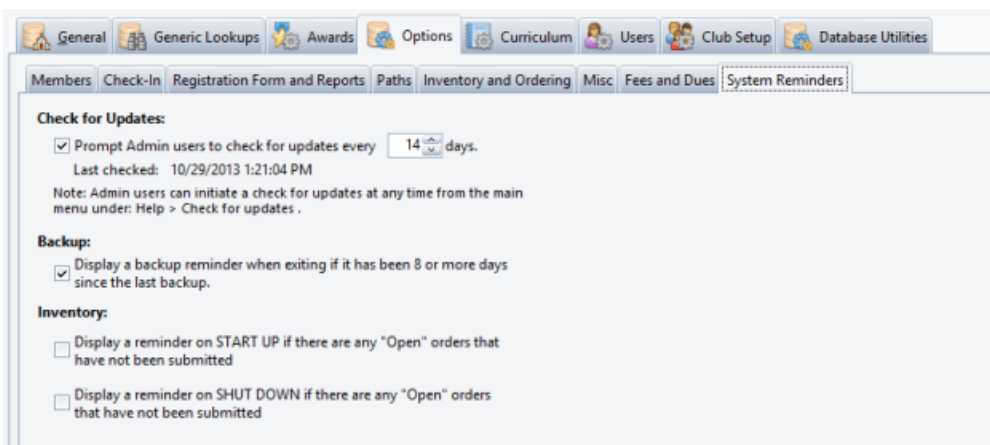 General Generic Lookups Awards Options Curriculum Users Club Setup Database Utilities
Members Check-In Registration Form and Reports Paths Inventory and Ordering Misc Fees and Dues System Reminders
Check for Updates:
Prompt Admin users to check for updates every 14 days.
Last checked: 10/29/2013 1:21:04 PM
Note: Admin users can initiate a check for updates at any time from the main
menu under: Help > Check for updates .
Backup:
Display a backup reminder when exiting if it has been 8 or more days
since the last backup.
Inventory:
Display a reminder on START UP if there are any "Open" orders that
have not been submitted
Display a reminder on SHUT DOWN if there are any "Open" orders
that have not been submitted